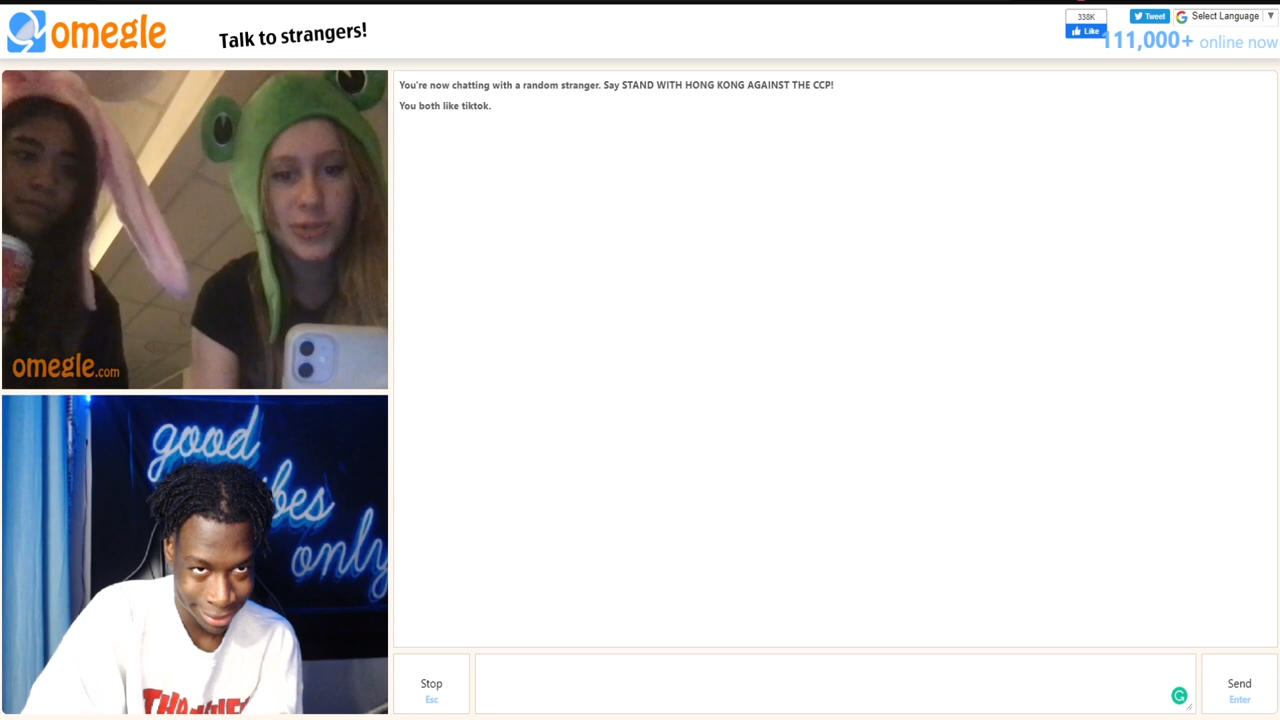 omegle
Talk to strangers!
338K
Like
Tweet
Select Language
111,000+ online now
You're now chatting with a random stranger. Say STAND WITH HONG KONG AGAINST THE CCP!
You both like tiktok.
omegle.com
good
only
Stop
Esc
Send
Enter